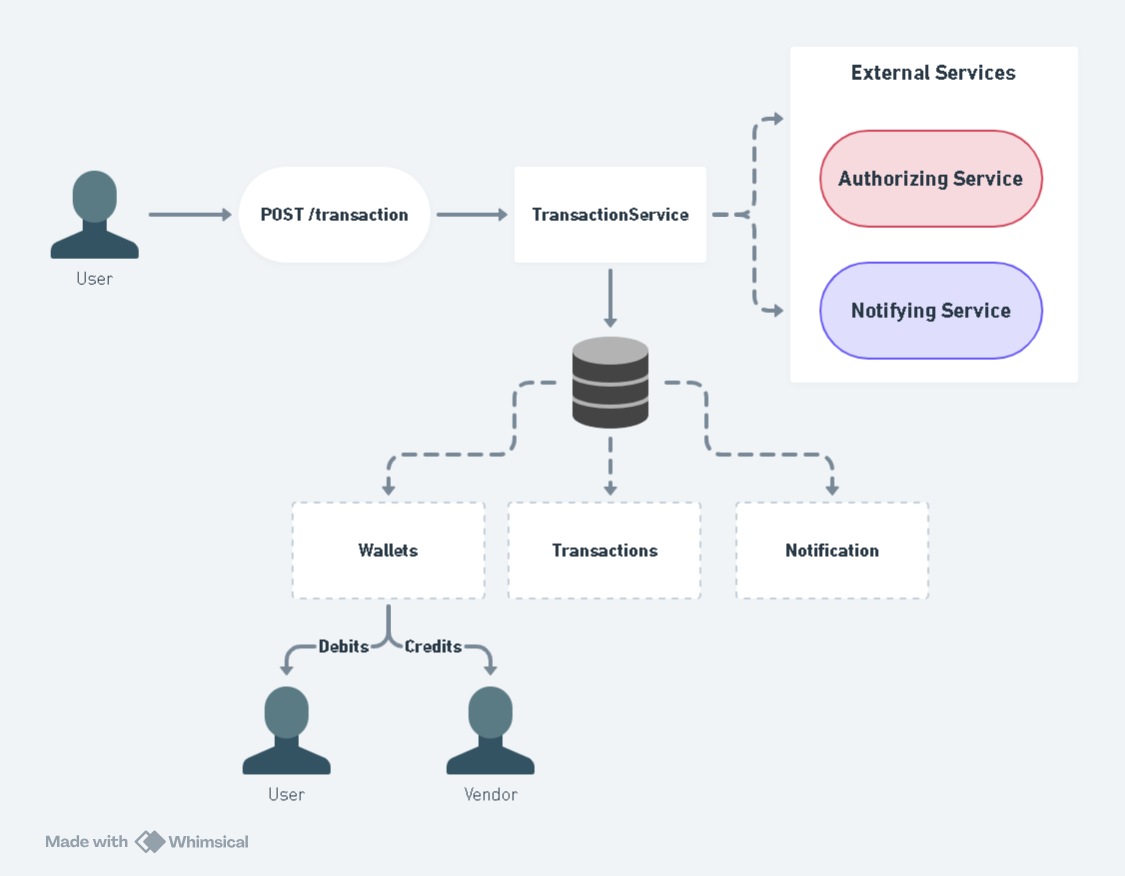 External Services
Authorizing Service
POST /transaction
TransactionService
User
Notifying Service
Wallets
Transactions
Notification
Debits
Credits
User
Vendor
Made with Whimsical